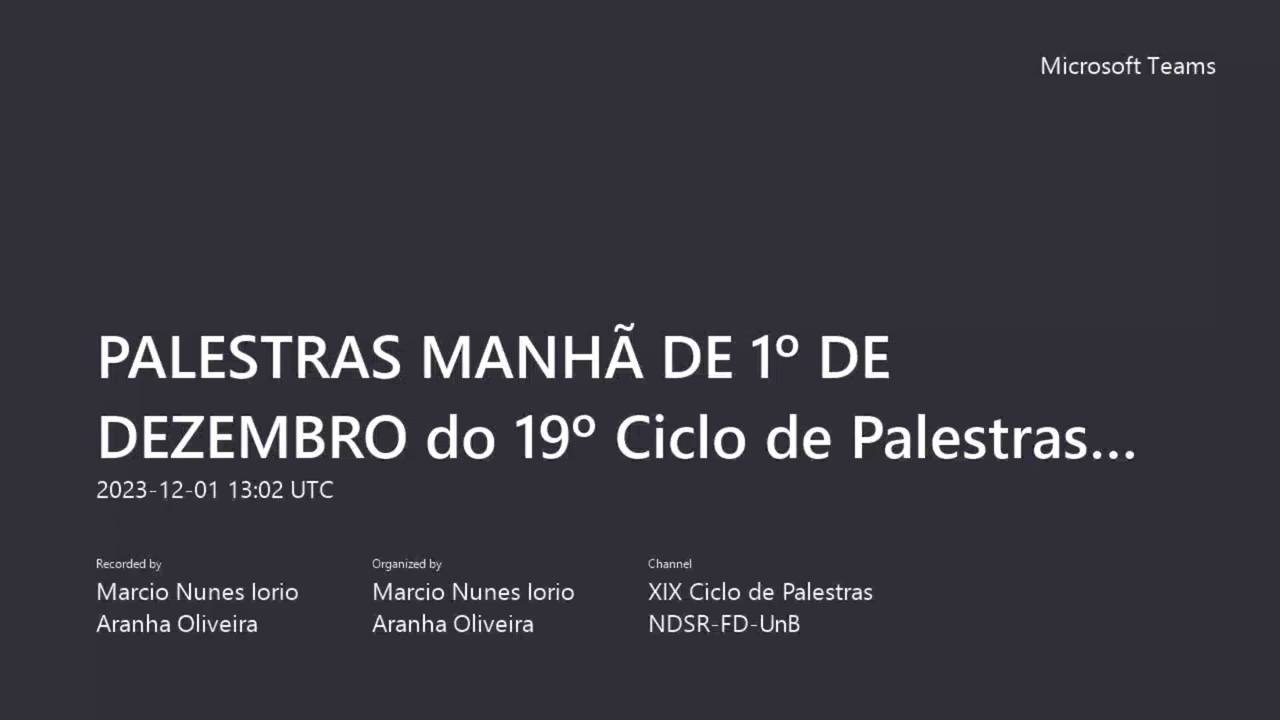 Microsoft Teams
PALESTRAS MANHÃ DE 1º DE
DEZEMBRO do 19º Ciclo de Palestras...
2023-12-01 13:02 UTC
Recorded by
Marcio Nunes Iorio
Aranha Oliveira
Organized by
Marcio Nunes Iorio
Aranha Oliveira
Channel
XIX Ciclo de Palestras
NDSR-FD-UnB